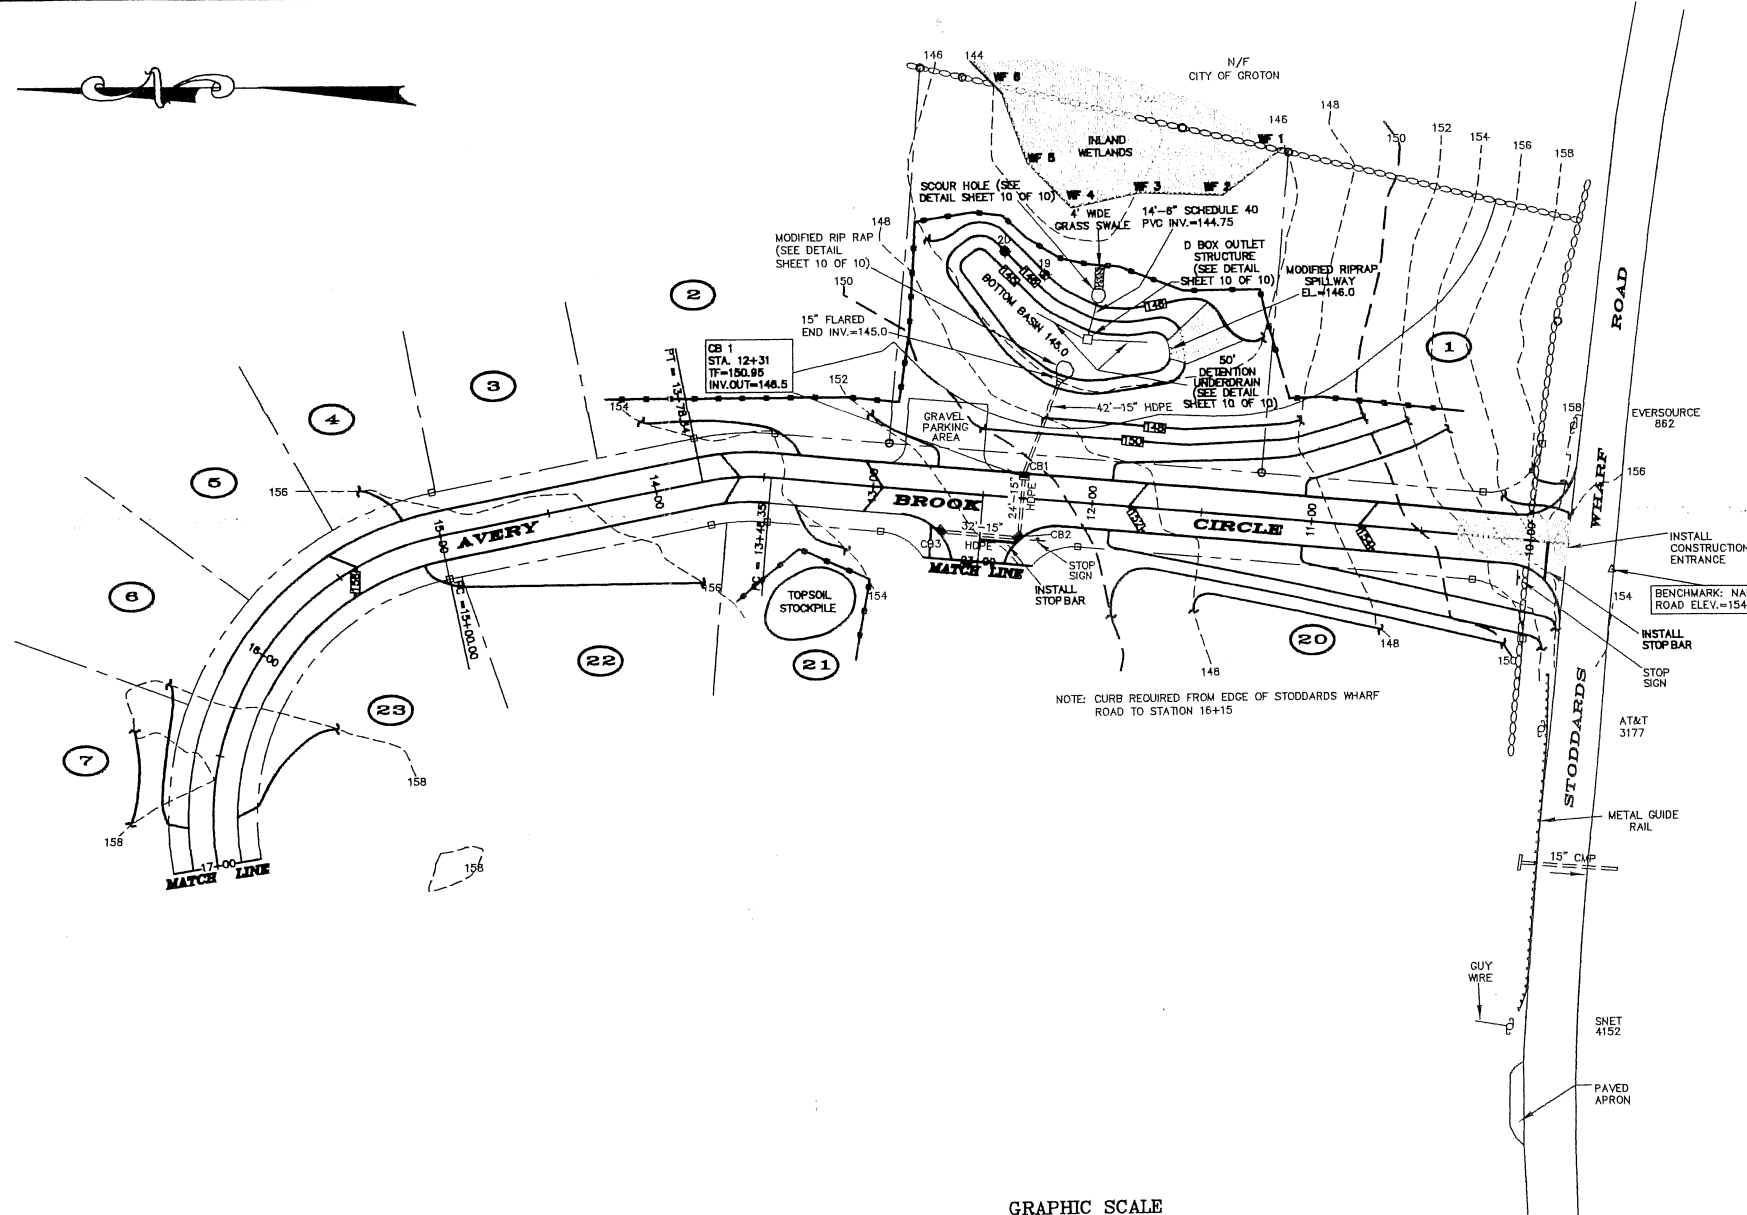 146
144
WF 6
N/F
CITY OF GROTON
148
146
WF 1
150
152
154
156
158
INLAND
WETLANDS
WF 5
WF 4
WF 3
WF 2
SCOUR HOLE (SEE
DETAIL SHEET 10 OF 10)
4' WIDE
GRASS SWALE
14'-6" SCHEDULE 40
PVC INV.=144.75
148
MODIFIED RIP RAP
(SEE DETAIL
SHEET 10 OF 10)
20
19
D BOX OUTLET
STRUCTURE
(SEE DETAIL
SHEET 10 OF 10)
MODIFIED RIPRAP
SPILLWAY
EL.=146.0
150
2
BOTTOM BASIN 145.0
15" FLARED
END INV.=145.0
CB 1
STA. 12+31
TF=150.95
INV.OUT=146.5
50'
DETENTION
UNDERDRAIN
(SEE DETAIL
SHEET 10 OF 10)
1
ROAD
3
152
154
42'-15" HDPE
GRAVEL
PARKING
AREA
148
150
158
EVERSOURCE
862
4
5
156
CB1
156
WHARF
14+00
13+00
BROOK
24'-15"
HDPE
12+00
CIRCLE
11+00
10+00
15+00
AVERY
PC = 13+46.35
CB3
32'-15"
HDPE
CB2
MATCH LINE
STOP
SIGN
INSTALL
STOP BAR
INSTALL
CONSTRUCTION
ENTRANCE
6
156
PC = 15+00.00
TOPSOIL
STOCKPILE
154
154
BENCHMARK: NA
ROAD ELEV.=154
16+00
22
21
20
148
148
150
INSTALL
STOP BAR
STOP
SIGN
NOTE: CURB REQUIRED FROM EDGE OF STODDARDS WHARF
ROAD TO STATION 16+15
23
7
158
158
158
STODDARDS
AT&T
3177
METAL GUIDE
RAIL
15" CMP
17+00
MATCH LINE
GUY
WIRE
SNET
4152
PAVED
APRON
GRAPHIC SCALE